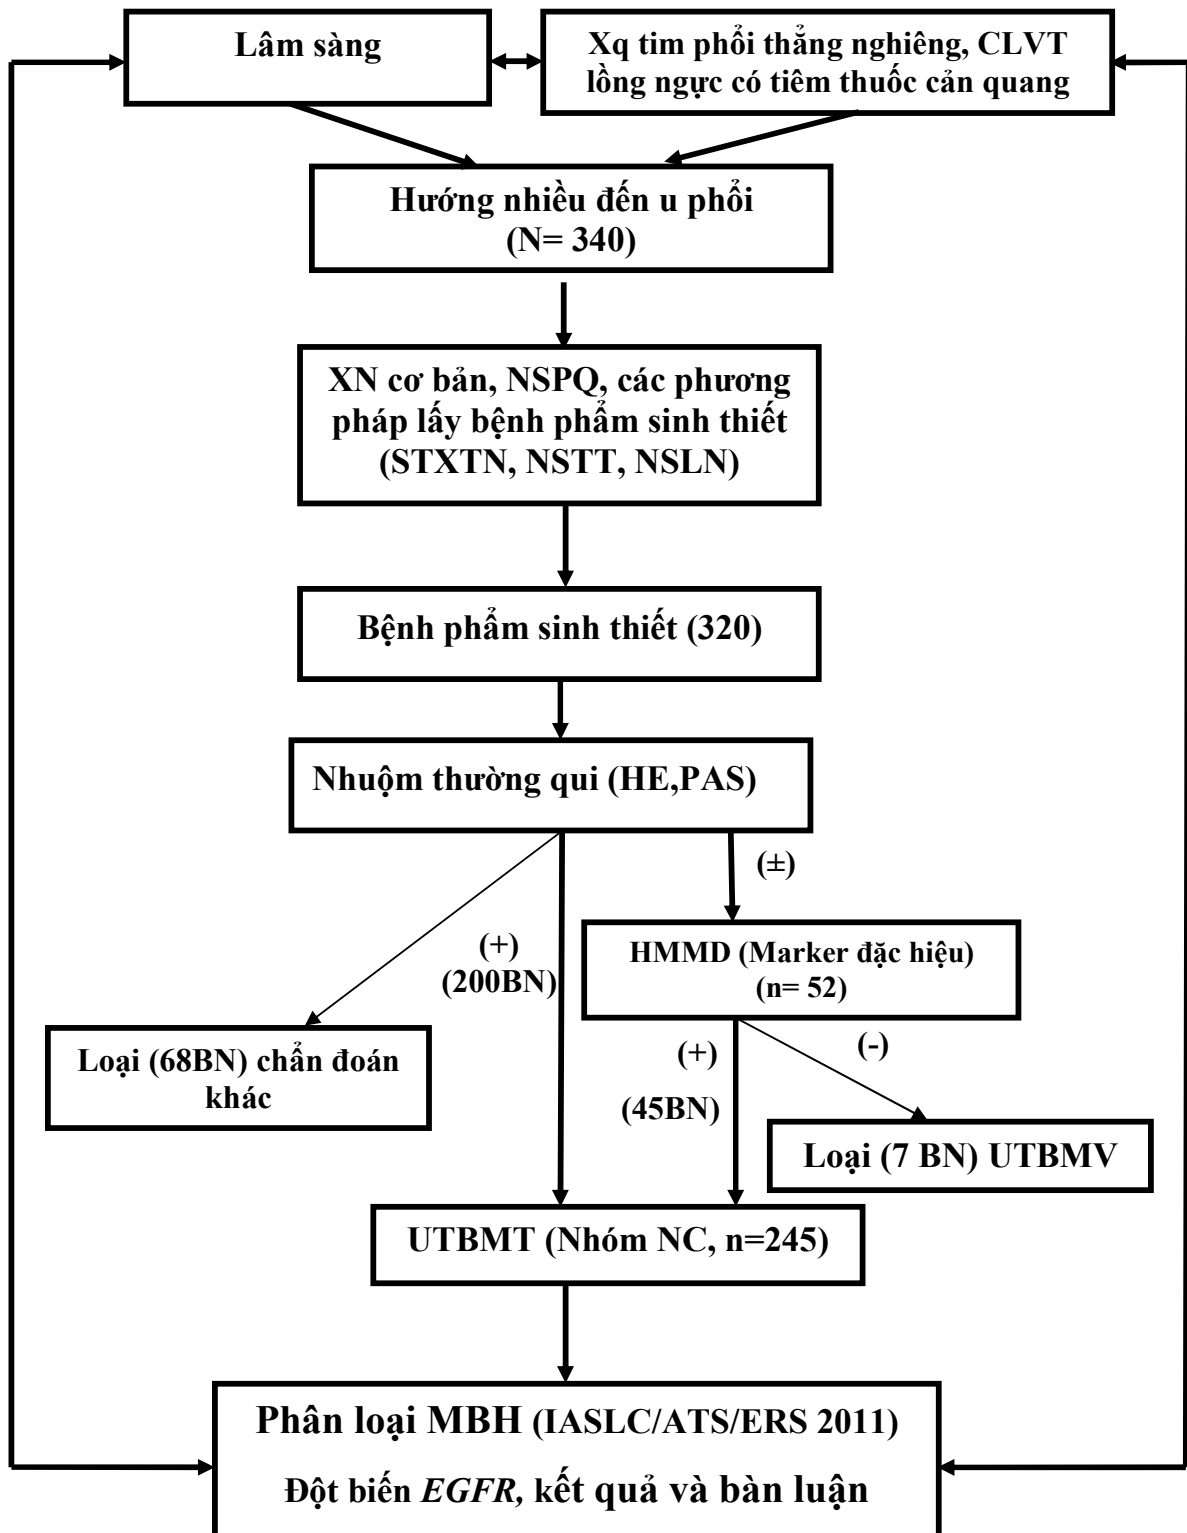 Lâm sàng
Xq tim phổi thẳng nghiêng, CLVT
lồng ngực có tiêm thuốc cản quang
Hướng nhiều đến u phổi
(N= 340)
XN cơ bản, NSPQ, các phương
pháp lấy bệnh phẩm sinh thiết
(STXTN, NSTT, NSLN)
Bệnh phẩm sinh thiết (320)
Nhuộm thường qui (HE,PAS)
(±)
(+)
(200BN)
HMMD (Marker đặc hiệu)
(n= 52)
Loại (68BN) chẩn đoán
khác
(+)
(45BN)
(-)
Loại (7 BN) UTBMV
UTBMT (Nhóm NC, n=245)
Phân loại MBH (IASLC/ATS/ERS 2011)
Đột biến EGFR, kết quả và bàn luận